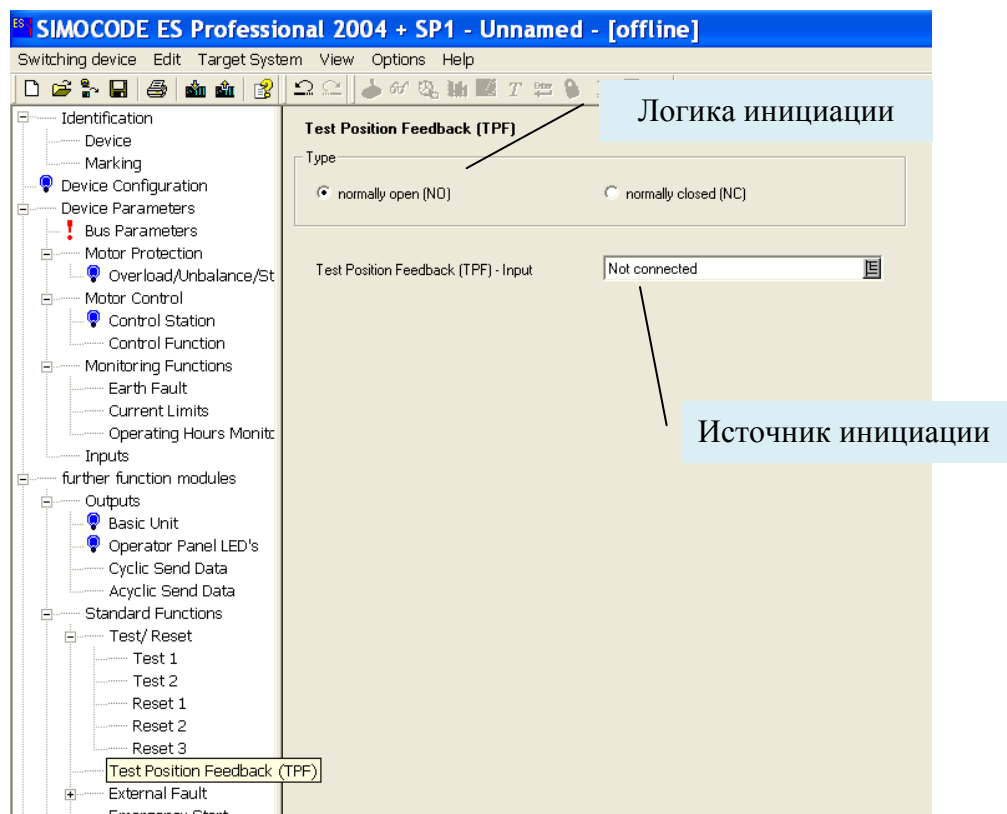 SIMOCODE ES Professional 2004 + SP1 - Unnamed - [offline]
Switching device Edit Target System View Options Help
Логика инициации
Identification
Device
Marking
Device Configuration
Device Parameters
Bus Parameters
Motor Protection
Overload/Unbalance/St
Motor Control
Control Station
Control Function
Monitoring Functions
Earth Fault
Current Limits
Operating Hours Monito
Inputs
further function modules
Outputs
Basic Unit
Operator Panel LED's
Cyclic Send Data
Acyclic Send Data
Standard Functions
Test/ Reset
Test 1
Test 2
Reset 1
Reset 2
Reset 3
Test Position Feedback (TPF)
External Fault
Emergency Start
Test Position Feedback (TPF)
Type
normally open (NO)
normally closed (NC)
Test Position Feedback (TPF) - Input
Not connected
Источник инициации